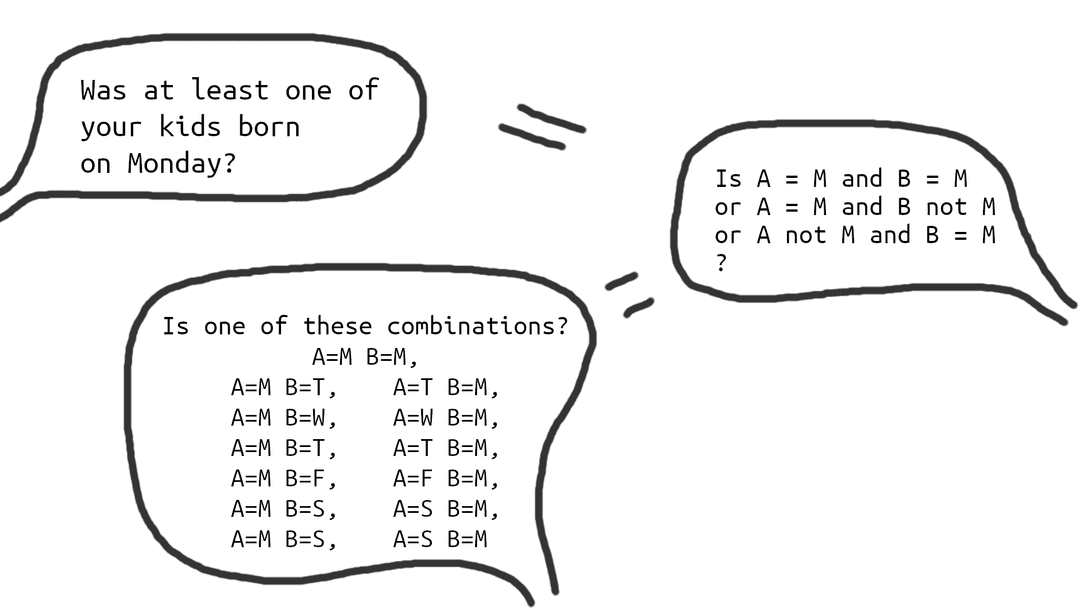 Was at least one of
your kids born
on Monday?
Is A = M and B = M
or A = M and B not M
or A not M and B = M
?
Is one of these combinations?
A=M B=M,
A=M B=T, A=T B=M,
A=M B=W, A=W B=M,
A=M B=T, A=T B=M,
A=M B=F, A=F B=M,
A=M B=S, A=S B=M,
A=M B=S, A=S B=M